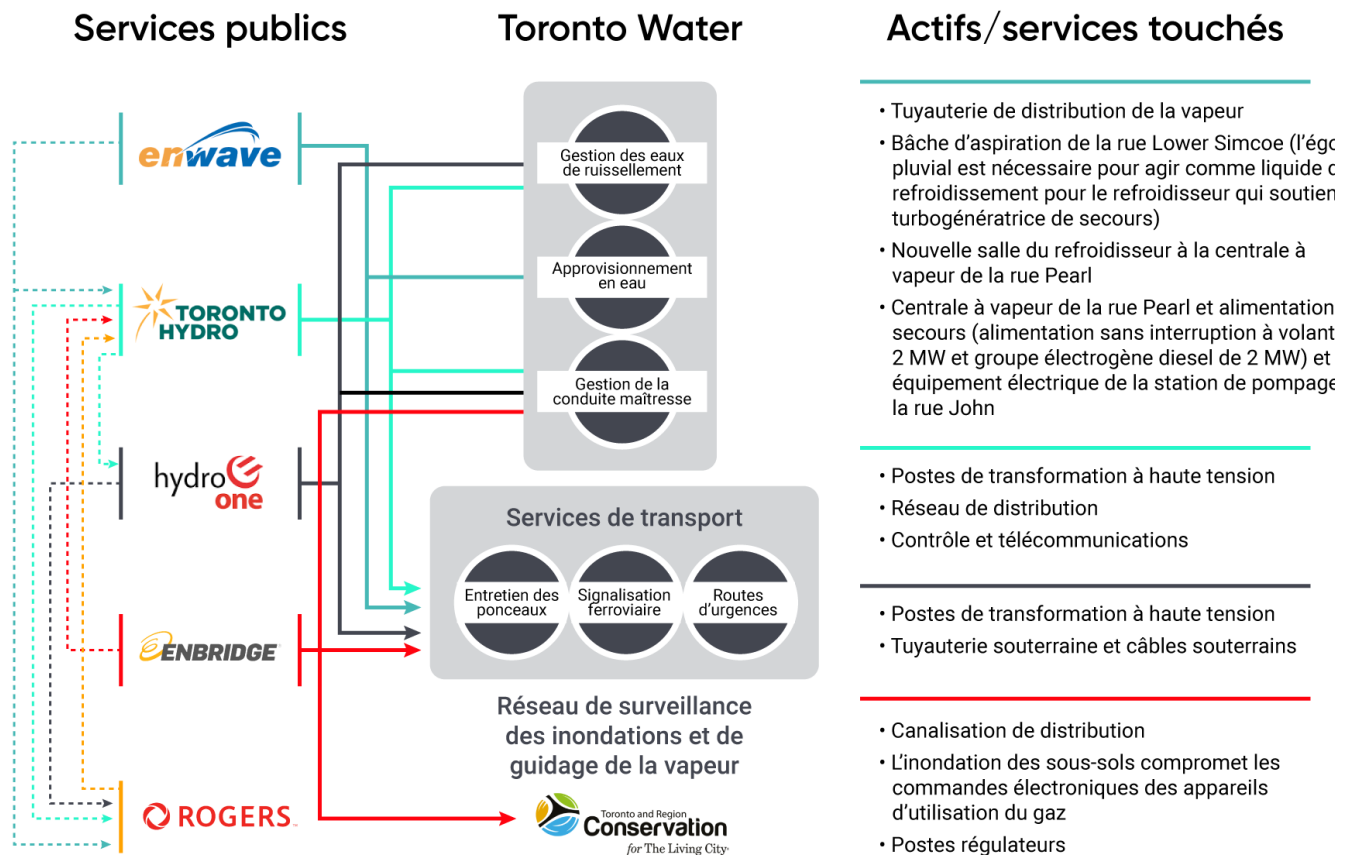 Services publics
Toronto Water
Actifs/services touchés
enwave
TORONTO
HYDRO
hydro
one
ENBRIDGE
ROGERS
Gestion des eaux
de ruissellement
Approvisionnement
en eau
Gestion de la
conduite maîtresse
Services de transport
Entretien des
ponceaux
Signalisation
ferroviaire
Routes
d'urgences
Réseau de surveillance
des inondations et de
guidage de la vapeur
Toronto and Region
Conservation
for The Living City
• Tuyauterie de distribution de la vapeur
• Bâche d'aspiration de la rue Lower Simcoe (l'égo
pluvial est nécessaire pour agir comme liquide d
refroidissement pour le refroidisseur qui soutien
turbogénératrice de secours)
• Nouvelle salle du refroidisseur à la centrale à
vapeur de la rue Pearl
• Centrale à vapeur de la rue Pearl et alimentation
secours (alimentation sans interruption à volant
2 MW et groupe électrogène diesel de 2 MW) et
équipement électrique de la station de pompage
la rue John
• Postes de transformation à haute tension
• Réseau de distribution
• Contrôle et télécommunications
• Postes de transformation à haute tension
• Tuyauterie souterraine et câbles souterrains
• Canalisation de distribution
• L'inondation des sous-sols compromet les
commandes électroniques des appareils
d'utilisation du gaz
• Postes régulateurs